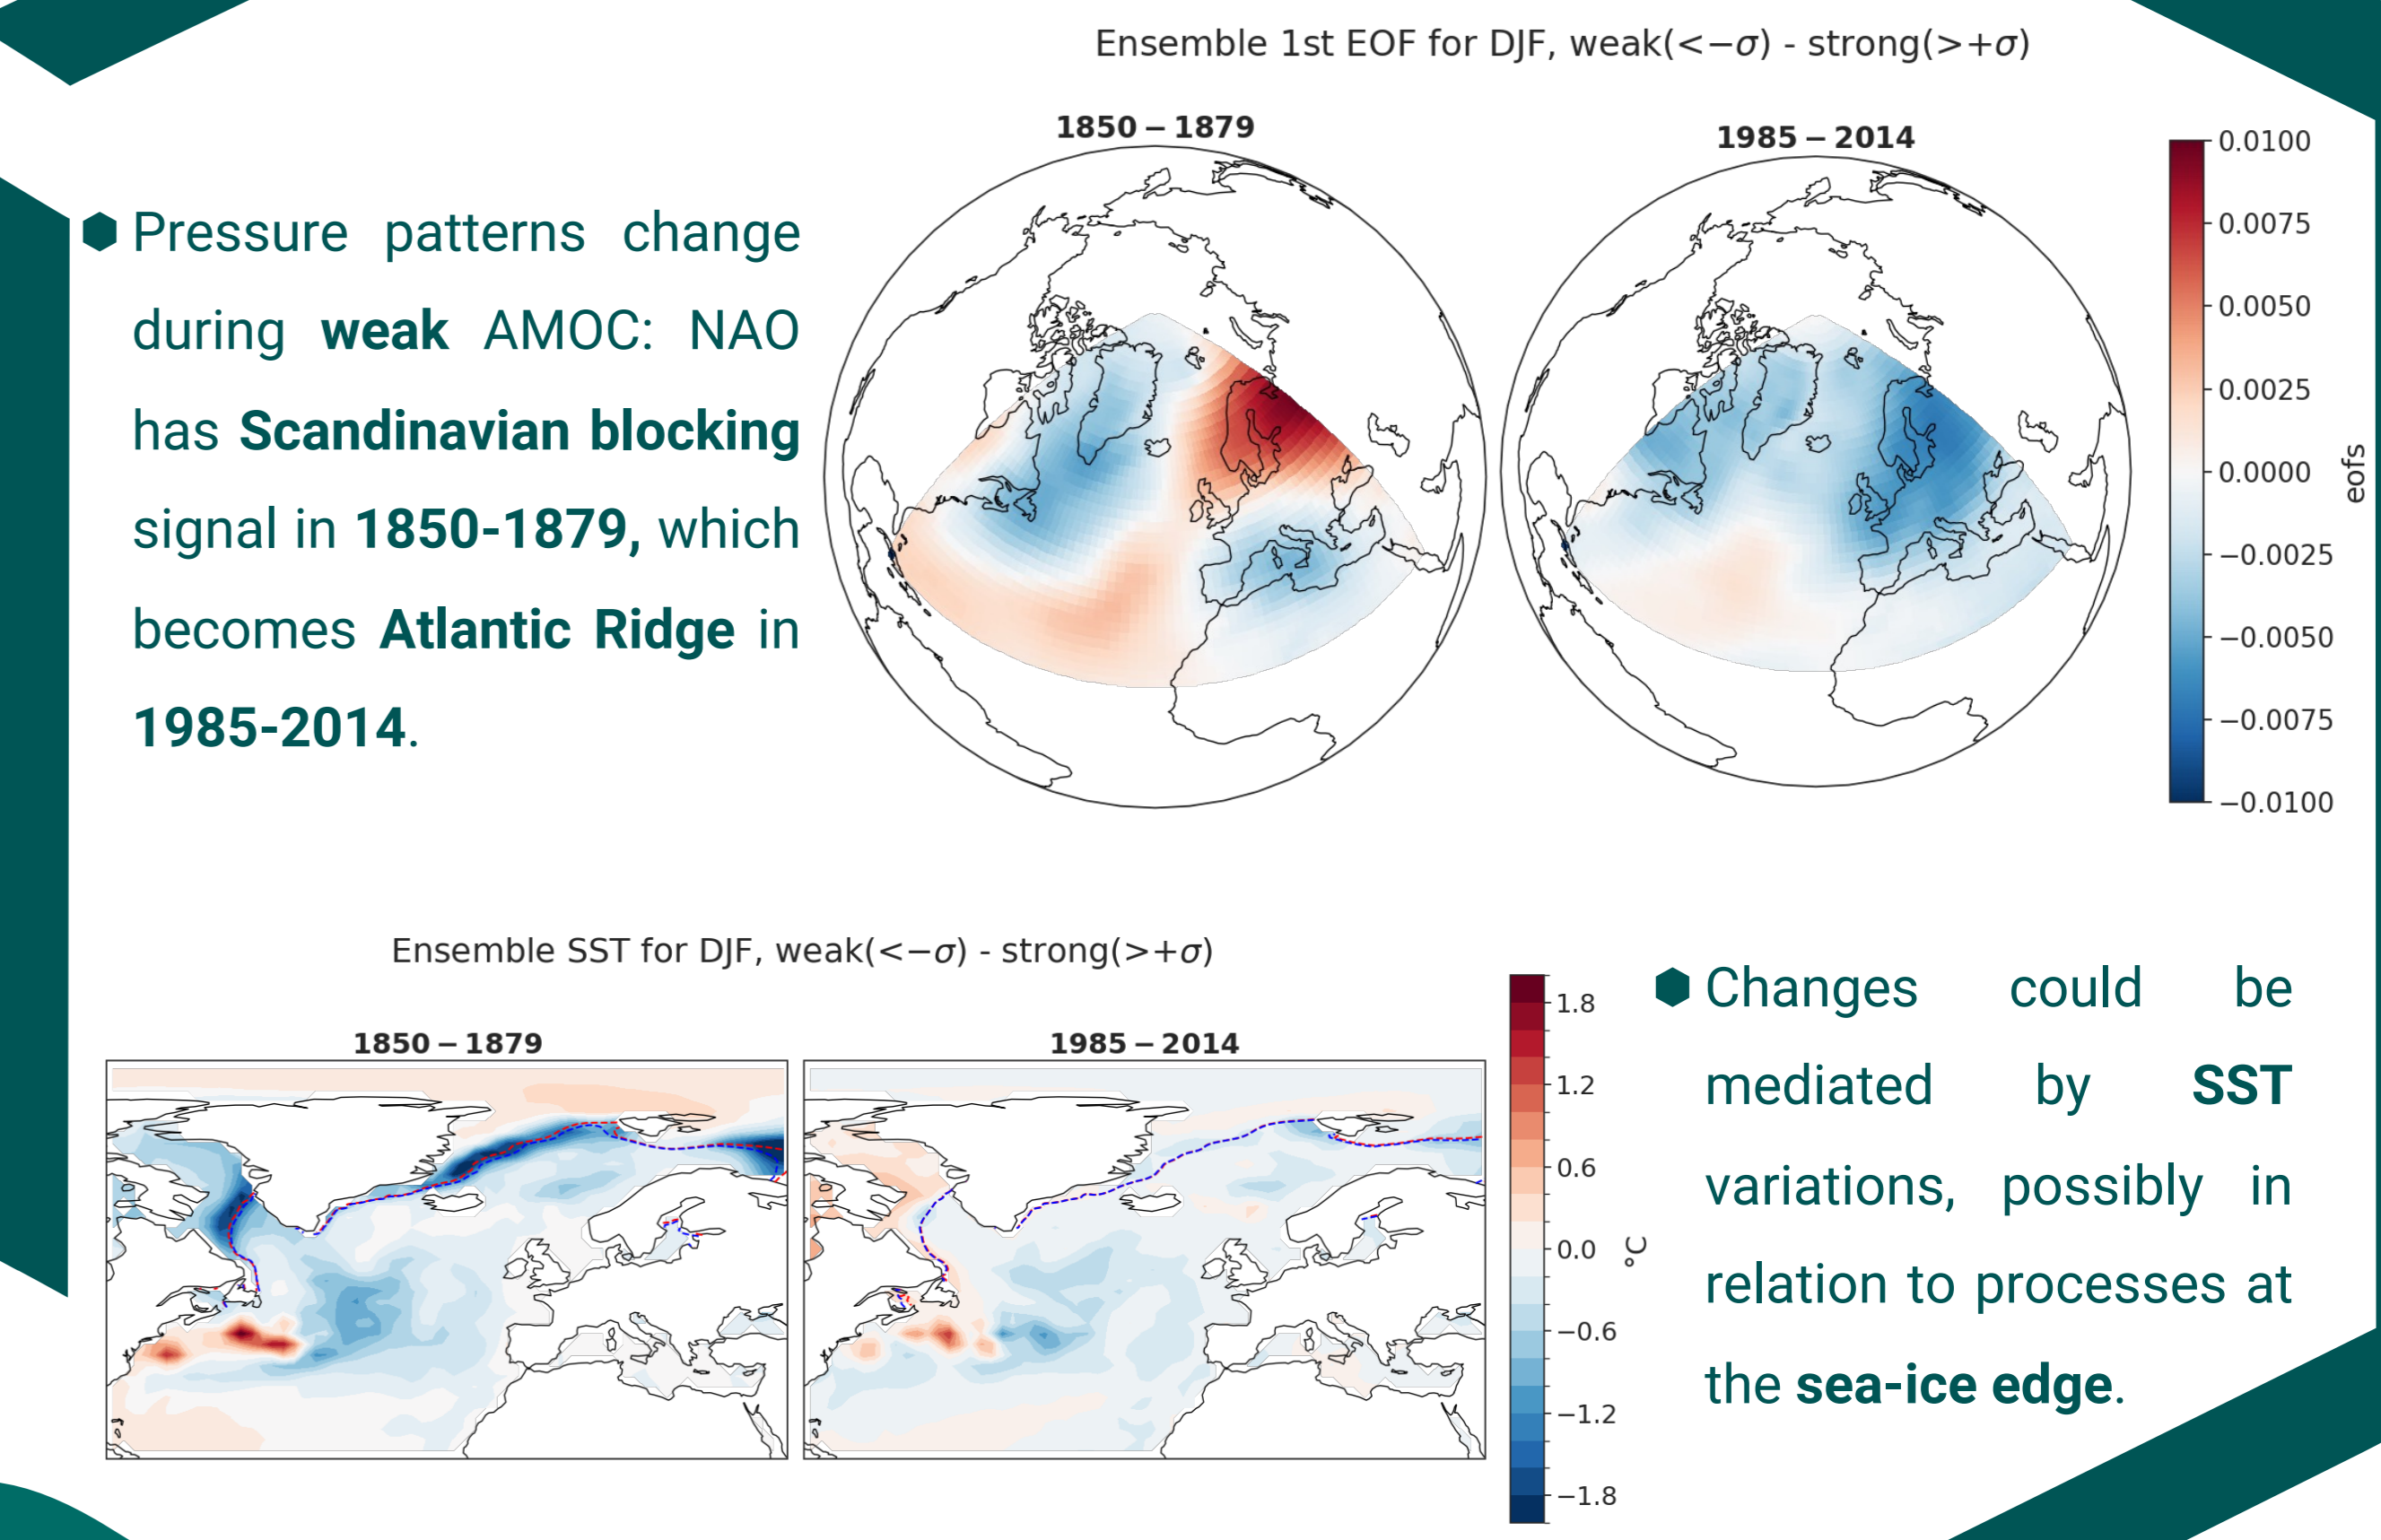 Ensemble 1st EOF for DJF, weak(<−σ) - strong(>+σ)
1850 – 1879
1985 – 2014
0.0100
0.0075
0.0050
0.0025
0.0000
−0.0025
−0.0050
−0.0075
−0.0100
eofs
Pressure patterns change
during weak AMOC: NAO
has Scandinavian blocking
signal in 1850-1879, which
becomes Atlantic Ridge in
1985-2014.
Ensemble SST for DJF, weak(<−σ) - strong(>+σ)
1850 – 1879
1985 – 2014
1.8
1.2
0.6
0.0
−0.6
−1.2
−1.8
°C
Changes could be
mediated by SST
variations, possibly in
relation to processes at
the sea-ice edge.